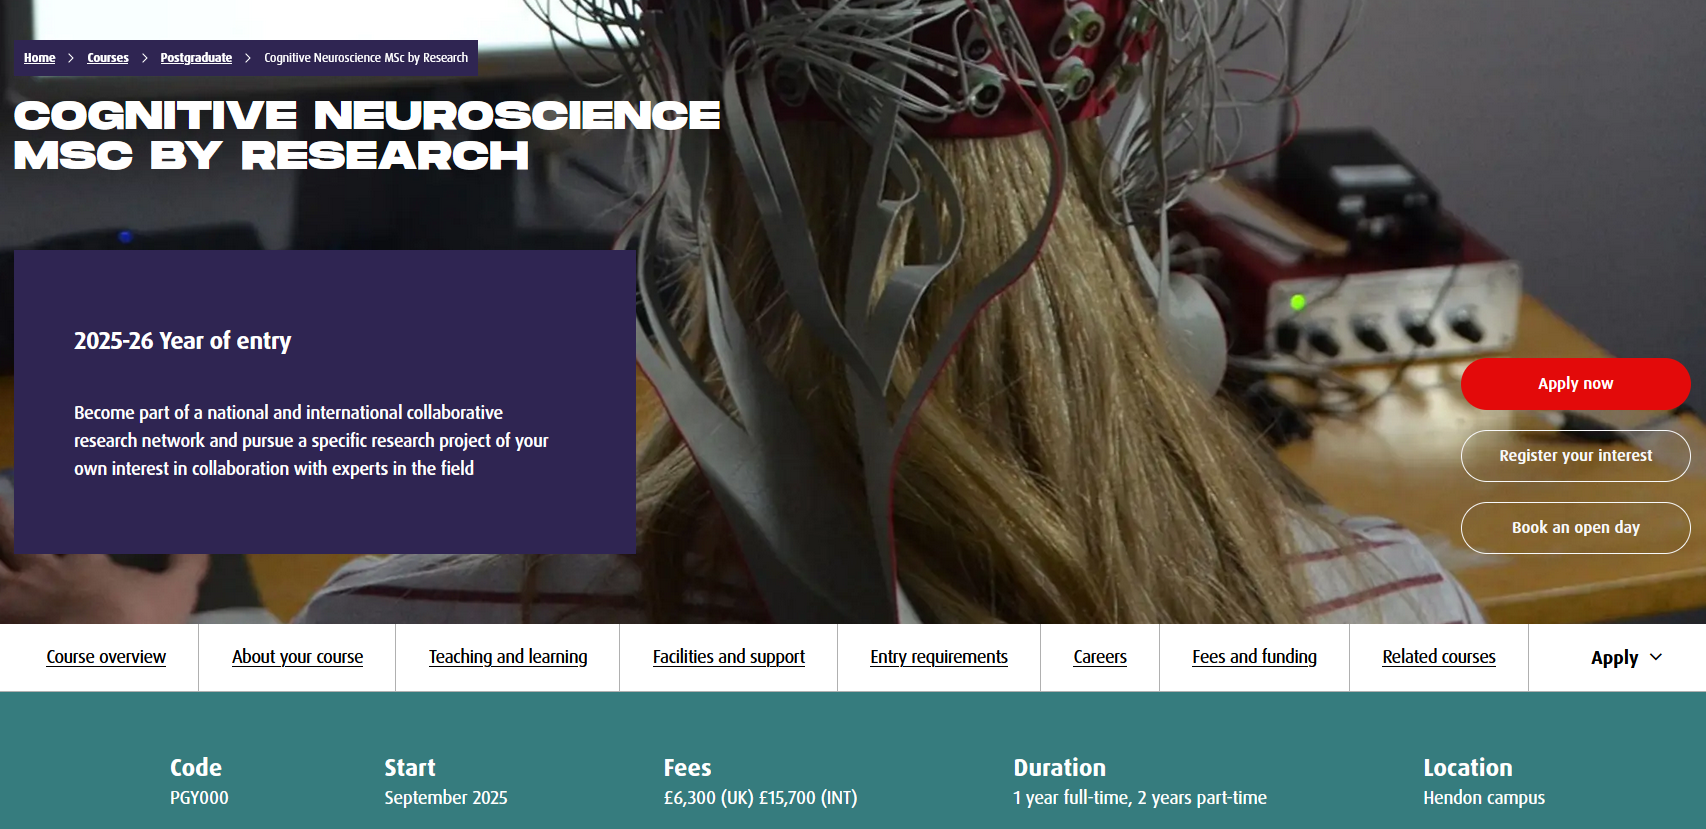 Home > Courses > Postgraduate > Cognitive Neuroscience MSc by Research
COGNITIVE NEUROSCIENCE
MSC BY RESEARCH
2025-26 Year of entry
Become part of a national and international collaborative
research network and pursue a specific research project of your
own interest in collaboration with experts in the field
Apply now
Register your interest
Book an open day
Course overview
About your course
Teaching and learning
Facilities and support
Entry requirements
Careers
Fees and funding
Related courses
Apply
Code
PGY000
Start
September 2025
Fees
£6,300 (UK) £15,700 (INT)
Duration
1 year full-time, 2 years part-time
Location
Hendon campus